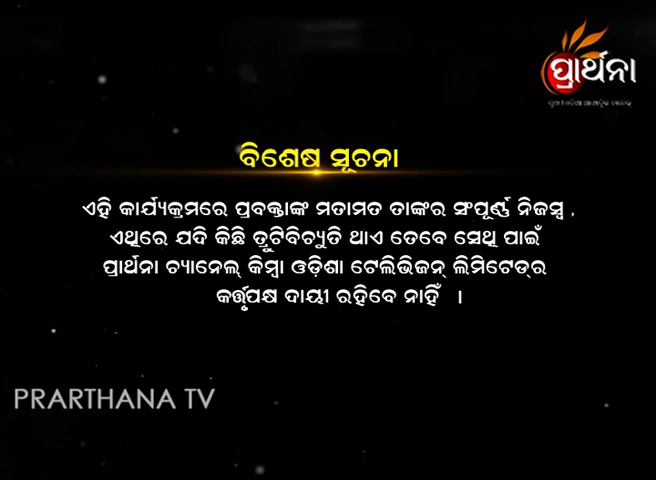 ପ୍ରାର୍ଥନା
ବିଶେଷ ସୂଚନା
ଏହି କାର୍ଯ୍ୟକ୍ରମରେ ପ୍ରବକ୍ତାଙ୍କ ମତାମତ ତାଙ୍କର ସଂପୂର୍ଣ୍ଣ ନିଜସ୍ୱ ,
ଏଥିରେ ଯଦି କିଛି ତ୍ରୁଟିବିଚ୍ୟୁତି ଥାଏ ତେବେ ସେଥି ପାଇଁ
ପ୍ରାର୍ଥନା ଚ୍ୟାନେଲ୍ କିମ୍ବା ଓଡ଼ିଶା ଟେଲିଭିଜନ୍ ଲିମିଟେଡ୍‌ର
କର୍ତ୍ତୃପକ୍ଷ ଦାୟୀ ରହିବେ ନାହିଁ ।
PRARTHANA TV